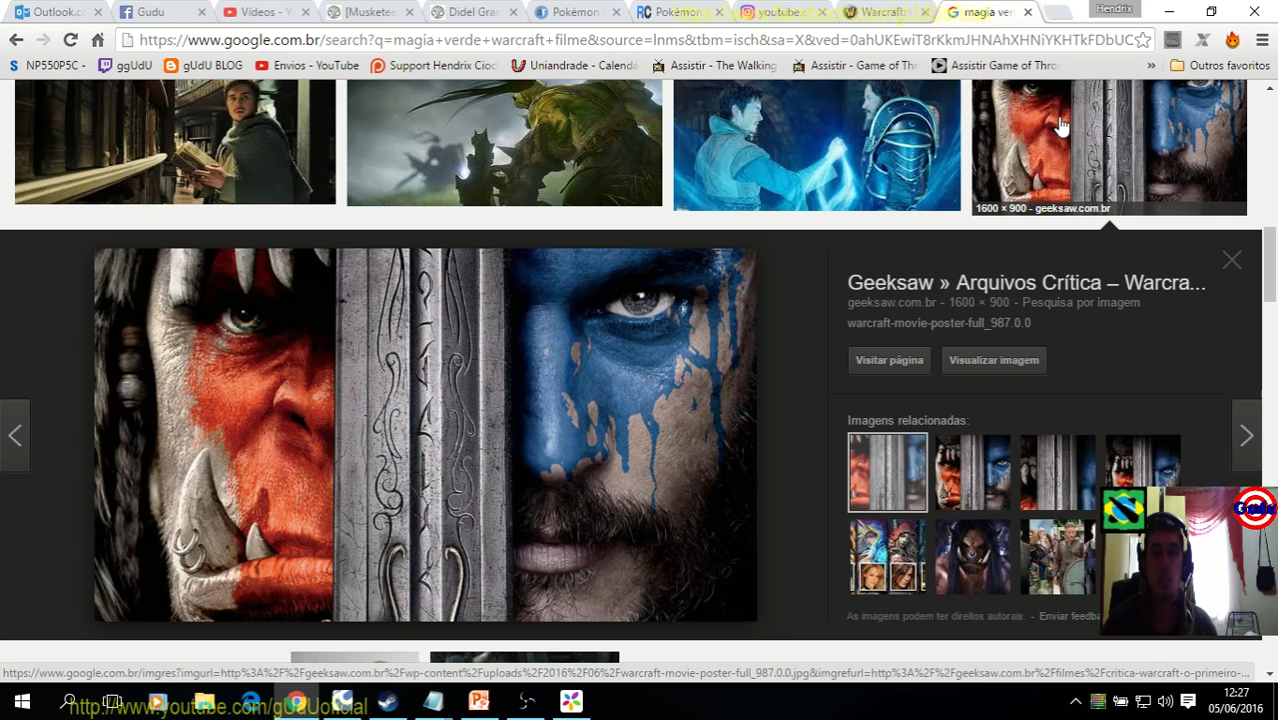 Outlook.co
Gudu
Vídeos - Y
[Musketee
Didel Gran
Pokémon
Pokémon
youtube.
Warcraft:
magia ver
Hendrix
https://www.google.com.br/search?q=magia+verde+warcraft+filme&source=lnms&tbm=isch&sa=X&ved=0ahUKEwiT8rKkmJHNAhXHNiYKHTkFDbUC
NP550P5C -
ggUdU
gUdU BLOG
Envios - YouTube
Support Hendrix Cioc
Uniandrade - Calendá
Assistir - The Walking
Assistir - Game of Thr
Assistir Game of Thro
»
Outros favoritos
1600 × 900 - geeksaw.com.br
Geeksaw » Arquivos Crítica – Warcra...
geeksaw.com.br - 1600 × 900 - Pesquisa por imagem
warcraft-movie-poster-full_987.0.0
Visitar página
Visualizar imagem
Imagens relacionadas:
Gudu
As imagens podem ter direitos autorais. - Enviar feedba
https://www.google.com.br/imgres?imgurl=http%3A%2F%2Fgeeksaw.com.br%2Fwp-content%2Fuploads%2F2016%2F06%2Fwarcraft-movie-poster-full_987.0.0.jpg&imgrefurl=http%3A%2F%2Fgeeksaw.com.br%2Ffilmes%2Fcritica-warcraft-o-primeiro-...
http://www.youtube.com/gUdUofficial
12:27
05/06/2016